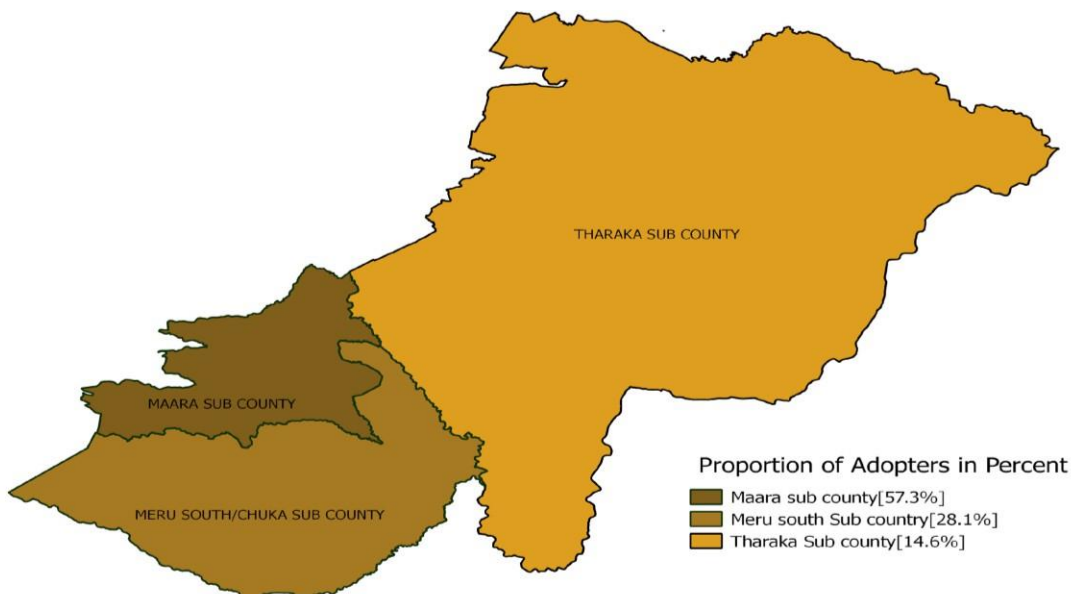 THARAKA SUB COUNTY
MAARA SUB COUNTY
MERU SOUTH/CHUKA SUB COUNTY
Proportion of Adopters in Percent
Maara sub county[57.3%]
Meru south Sub country[28.1%]
Tharaka Sub county[14.6%]